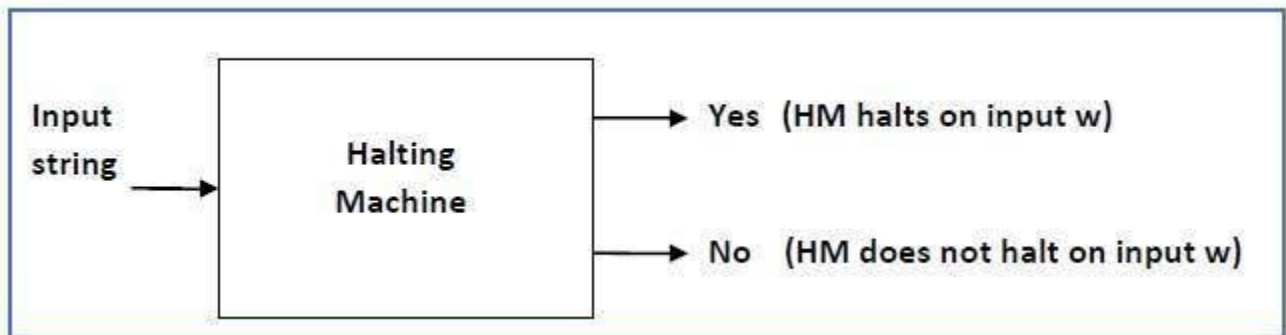 Input
string
Halting
Machine
Yes (HM halts on input w)
No (HM does not halt on input w)